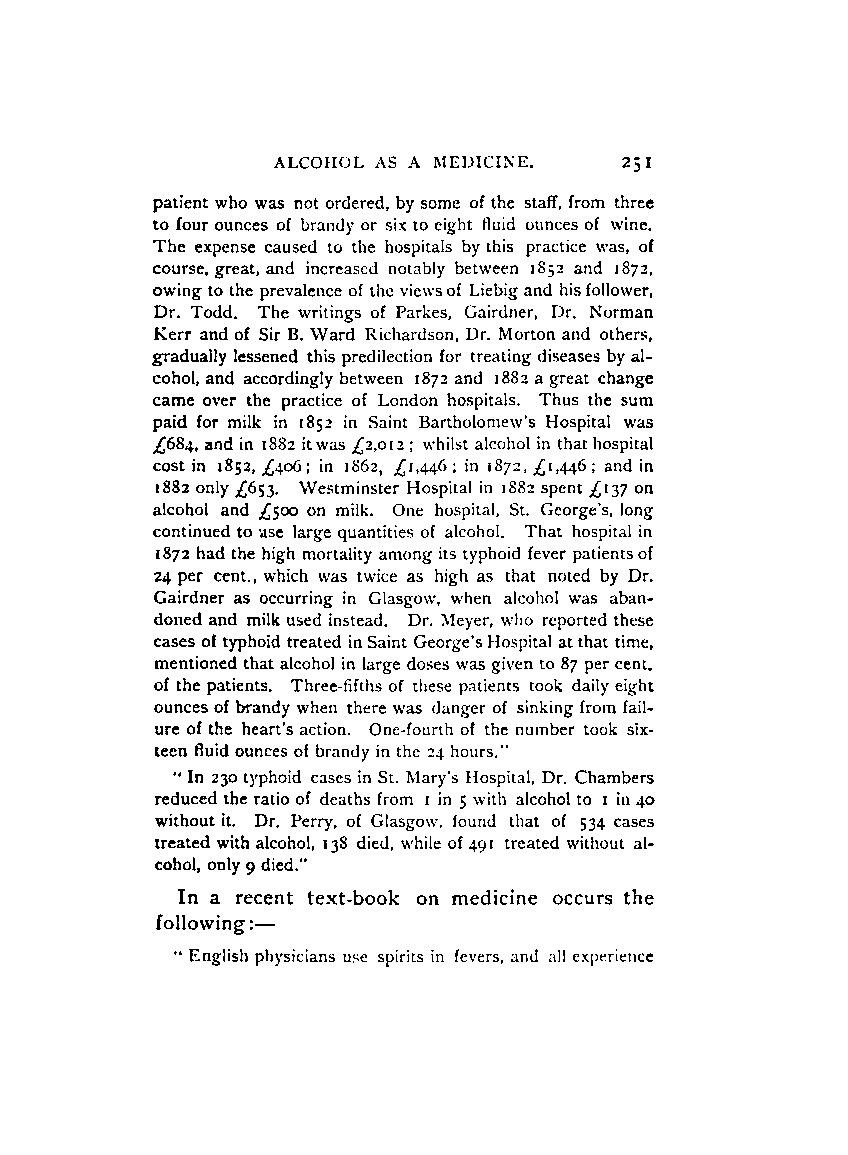 ALCOHOL AS A MEDICINE. 251
patient who was not ordered, by some of the staff, from three
to four ounces of brandy or six to eight fluid ounces of wine.
The expense caused to the hospitals by this practice was, of
course, great, and increased notably between 1852 and 1872,
owing to the prevalence of the views of Liebig and his follower,
Dr. Todd. The writings of Parkes, Gairdner, Dr. Norman
Kerr and of Sir B. Ward Richardson, Dr. Morton and others,
gradually lessened this predilection for treating diseases by al-
cohol, and accordingly between 1872 and 1882 a great change
came over the practice of London hospitals. Thus the sum
paid for milk in 1852 in Saint Bartholomew's Hospital was
£684, and in 1882 it was £2,012; whilst alcohol in that hospital
cost in 1852, £406; in 1862, £1,446; in 1872, £1,446; and in
1882 only £653. Westminster Hospital in 1882 spent £137 on
alcohol and £500 on milk. One hospital, St. George's, long
continued to use large quantities of alcohol. That hospital in
1872 had the high mortality among its typhoid fever patients of
24 per cent., which was twice as high as that noted by Dr.
Gairdner as occurring in Glasgow, when alcohol was aban-
doned and milk used instead. Dr. Meyer, who reported these
cases of typhoid treated in Saint George's Hospital at that time,
mentioned that alcohol in large doses was given to 87 per cent.
of the patients. Three-fifths of these patients took daily eight
ounces of brandy when there was danger of sinking from fail-
ure of the heart's action. One-fourth of the number took six-
teen fluid ounces of brandy in the 24 hours."
"In 230 typhoid cases in St. Mary's Hospital, Dr. Chambers
reduced the ratio of deaths from 1 in 5 with alcohol to 1 in 40
without it. Dr. Perry, of Glasgow, found that of 534 cases
treated with alcohol, 138 died, while of 491 treated without al-
cohol, only 9 died."
In a recent text-book on medicine occurs the
following:—
"English physicians use spirits in fevers, and all experience